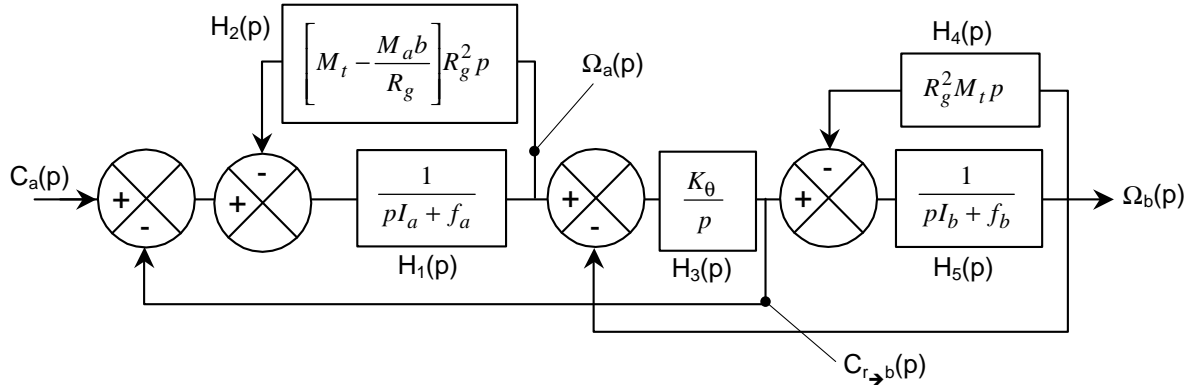 H₂(p)
[M_t - M_a b / R_g] R_g² p
Ω_a(p)
H₄(p)
R_g² M_t p
C_a(p)
+
-
+
-
1 / (pI_a + f_a)
H₁(p)
+
-
K_θ / p
H₃(p)
+
-
1 / (pI_b + f_b)
H₅(p)
Ω_b(p)
C_r➔b(p)